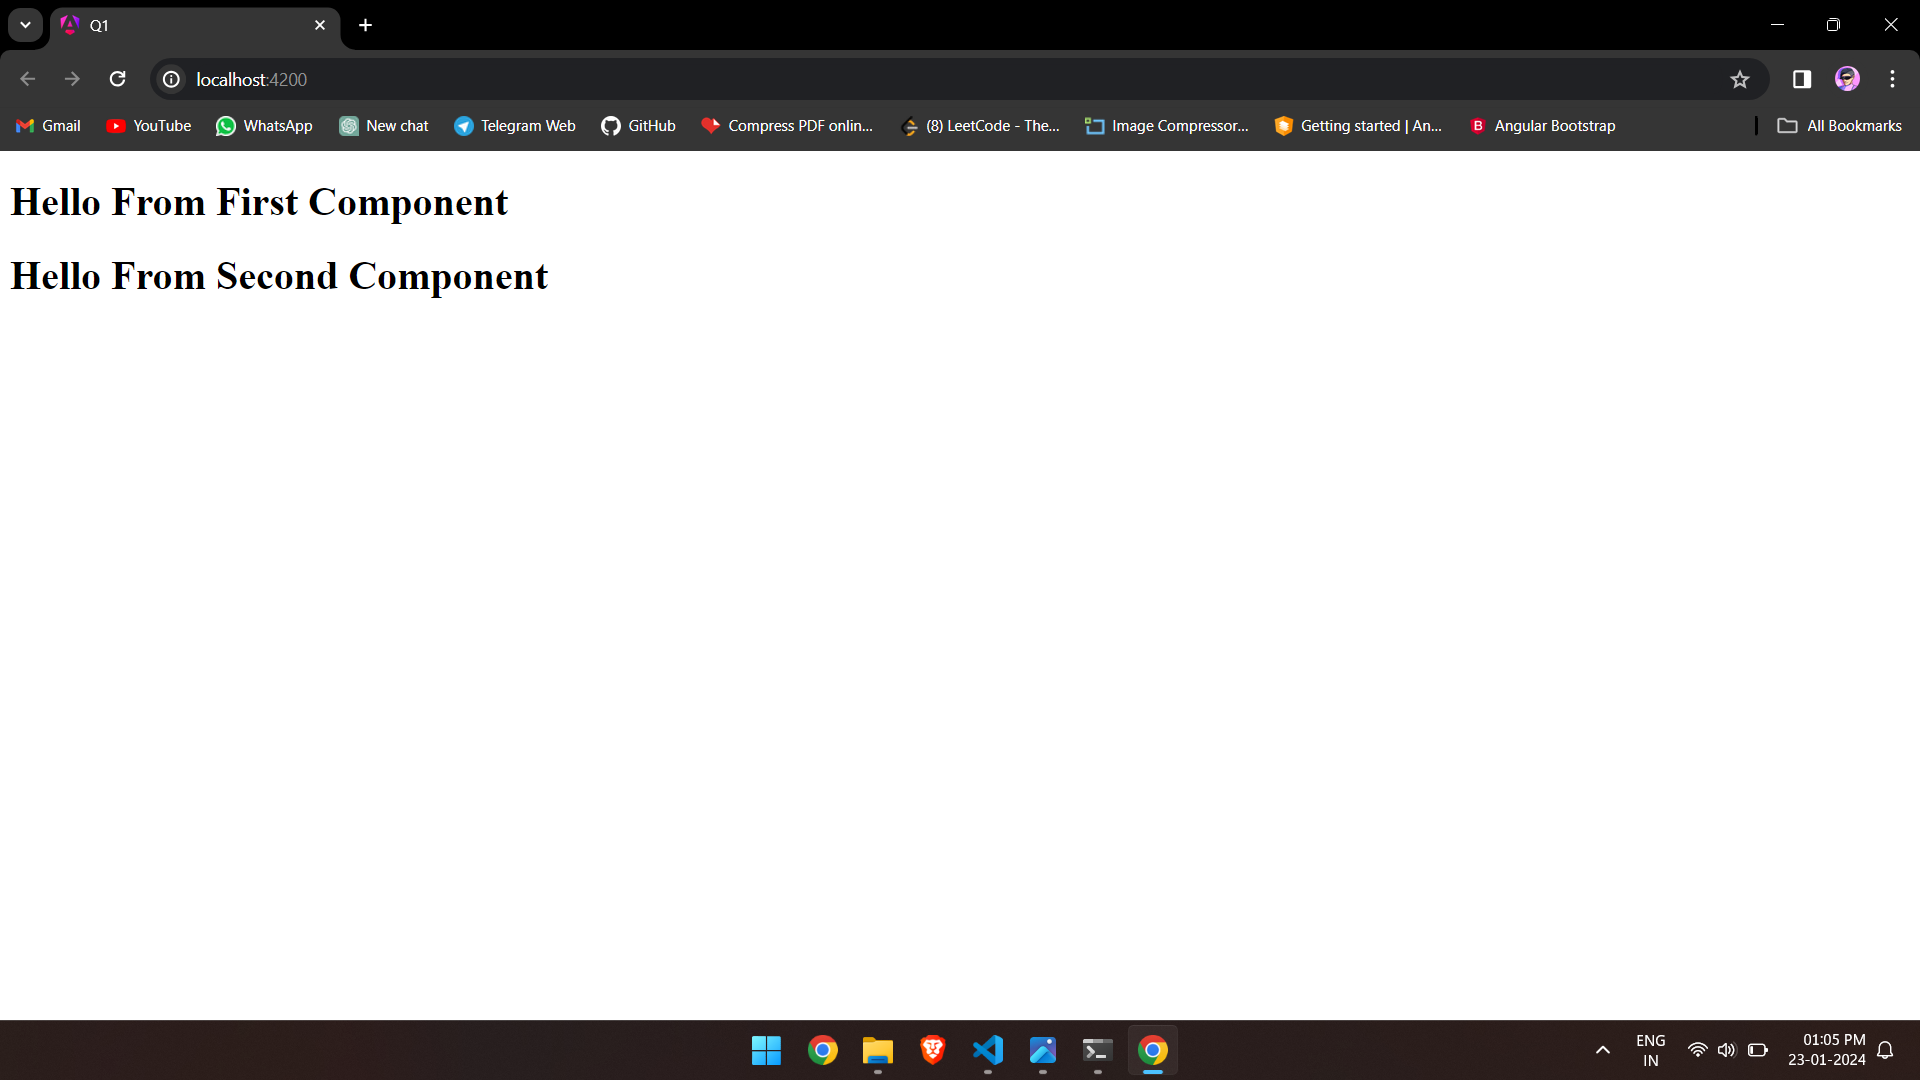 Q1
localhost:4200
Gmail YouTube WhatsApp New chat Telegram Web GitHub Compress PDF onlin... (8) LeetCode - The... Image Compressor... Getting started | An... B Angular Bootstrap All Bookmarks
Hello From First Component
Hello From Second Component
ENG 01:05 PM
IN 23-01-2024